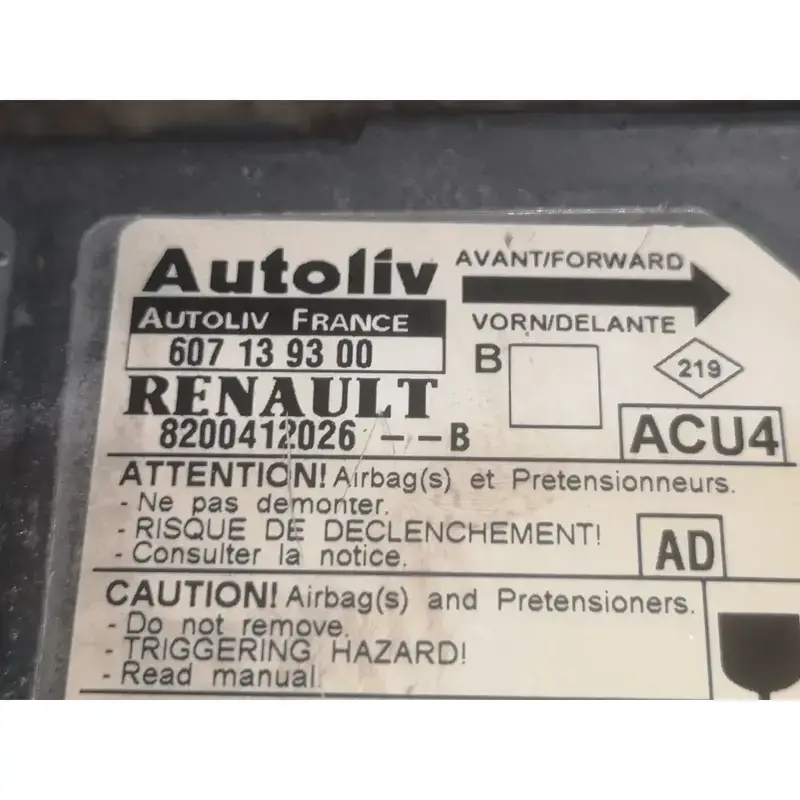 Autoliv
AUTOLIV FRANCE
607 13 93 00
RENAULT
8200412026 --B
AVANT/FORWARD
VORN/DELANTE
B
219
ACU4
ATTENTION! Airbag(s) et Pretensionneurs.
- Ne pas demonter.
- RISQUE DE DECLENCHEMENT!
- Consulter la notice.
AD
CAUTION! Airbag(s) and Pretensioners.
- Do not remove.
- TRIGGERING HAZARD!
- Read manual.